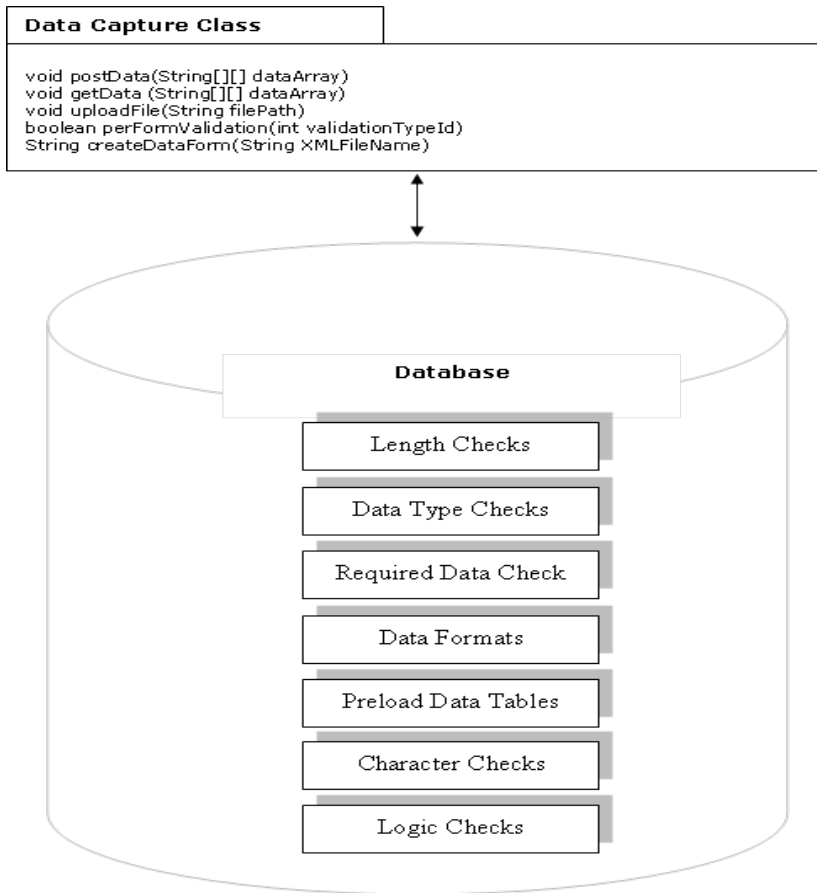 Data Capture Class
void postData(String[][] dataArray)
void getData (String[][] dataArray)
void uploadFile(String filePath)
boolean perFormValidation(int validationTypeId)
String createDataForm(String XMLFileName)
Database
Length Checks
Data Type Checks
Required Data Check
Data Formats
Preload Data Tables
Character Checks
Logic Checks